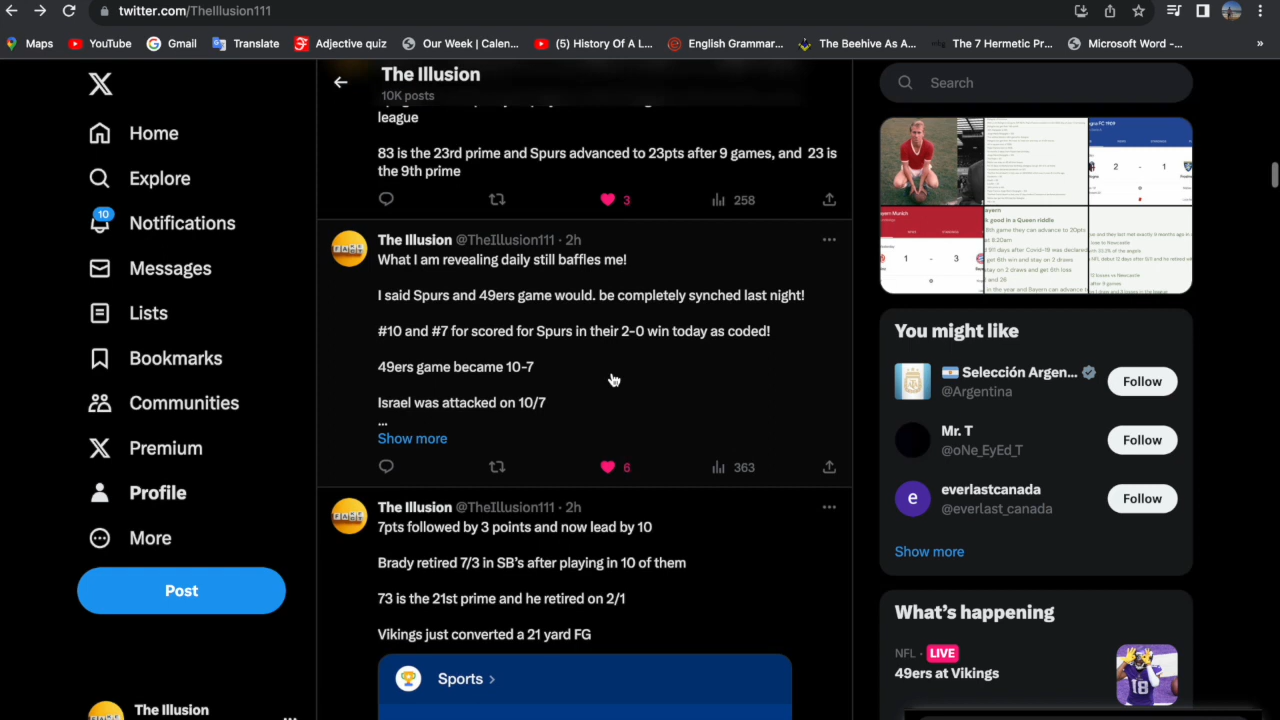 twitter.com/TheIllusion111
Maps
YouTube
Gmail
Translate
Adjective quiz
Our Week | Calen...
(5) History Of A L...
English Grammar...
The Beehive As A...
The 7 Hermetic Pr...
Microsoft Word -...
»
X
Home
Explore
10
Notifications
Messages
Lists
Bookmarks
Communities
Premium
Profile
More
Post
The Illusion
The Illusion
10K posts
league
10/23 is the 23rd here and Spurs advanced to 23pts after 9 games, and 23 is
the 9th prime
3
258
The Illusion @TheIllusion111 · 2h
What I'm revealing daily still baffles me!
49ers game would. be completely synced last night!
#10 and #7 for scored for Spurs in their 2-0 win today as coded!
49ers game became 10-7
Israel was attacked on 10/7
...
Show more
6
363
The Illusion @TheIllusion111 · 2h
7pts followed by 3 points and now lead by 10
Brady retired 7/3 in SB's after playing in 10 of them
73 is the 21st prime and he retired on 2/1
Vikings just converted a 21 yard FG
Sports >
Search
1 - 3
2 - 1
You might like
Selección Argen...
@Argentina
Follow
Mr. T
@oNe_EyEd_T
Follow
e
everlastcanada
@everlast_canada
Follow
Show more
What's happening
NFL · LIVE
49ers at Vikings
18